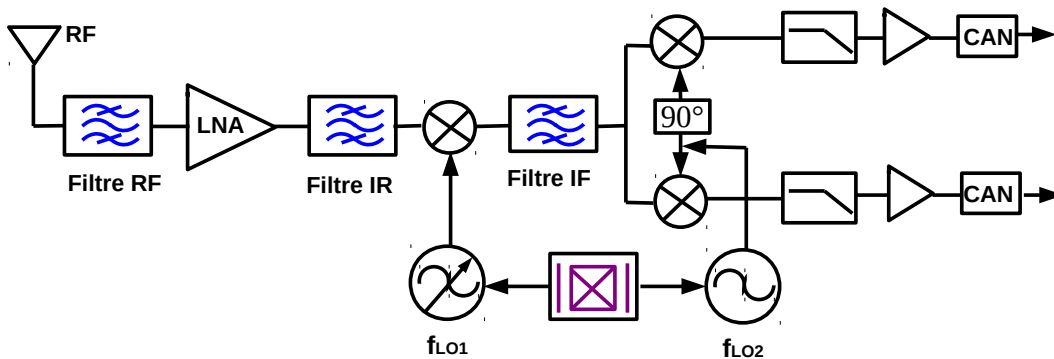 RF
CAN
LNA
90°
Filtre RF
Filtre IR
Filtre IF
CAN
fLO1
fLO2